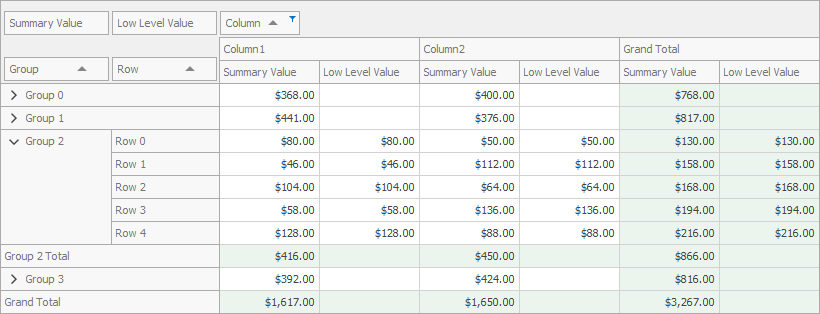 Summary Value Low Level Value Column
Column1 Column2 Grand Total
Group Row Summary Value Low Level Value Summary Value Low Level Value Summary Value Low Level Value
Group 0 $368.00 $400.00 $768.00
Group 1 $441.00 $376.00 $817.00
Group 2 Row 0 $80.00 $80.00 $50.00 $50.00 $130.00 $130.00
Row 1 $46.00 $46.00 $112.00 $112.00 $158.00 $158.00
Row 2 $104.00 $104.00 $64.00 $64.00 $168.00 $168.00
Row 3 $58.00 $58.00 $136.00 $136.00 $194.00 $194.00
Row 4 $128.00 $128.00 $88.00 $88.00 $216.00 $216.00
Group 2 Total $416.00 $450.00 $866.00
Group 3 $392.00 $424.00 $816.00
Grand Total $1,617.00 $1,650.00 $3,267.00